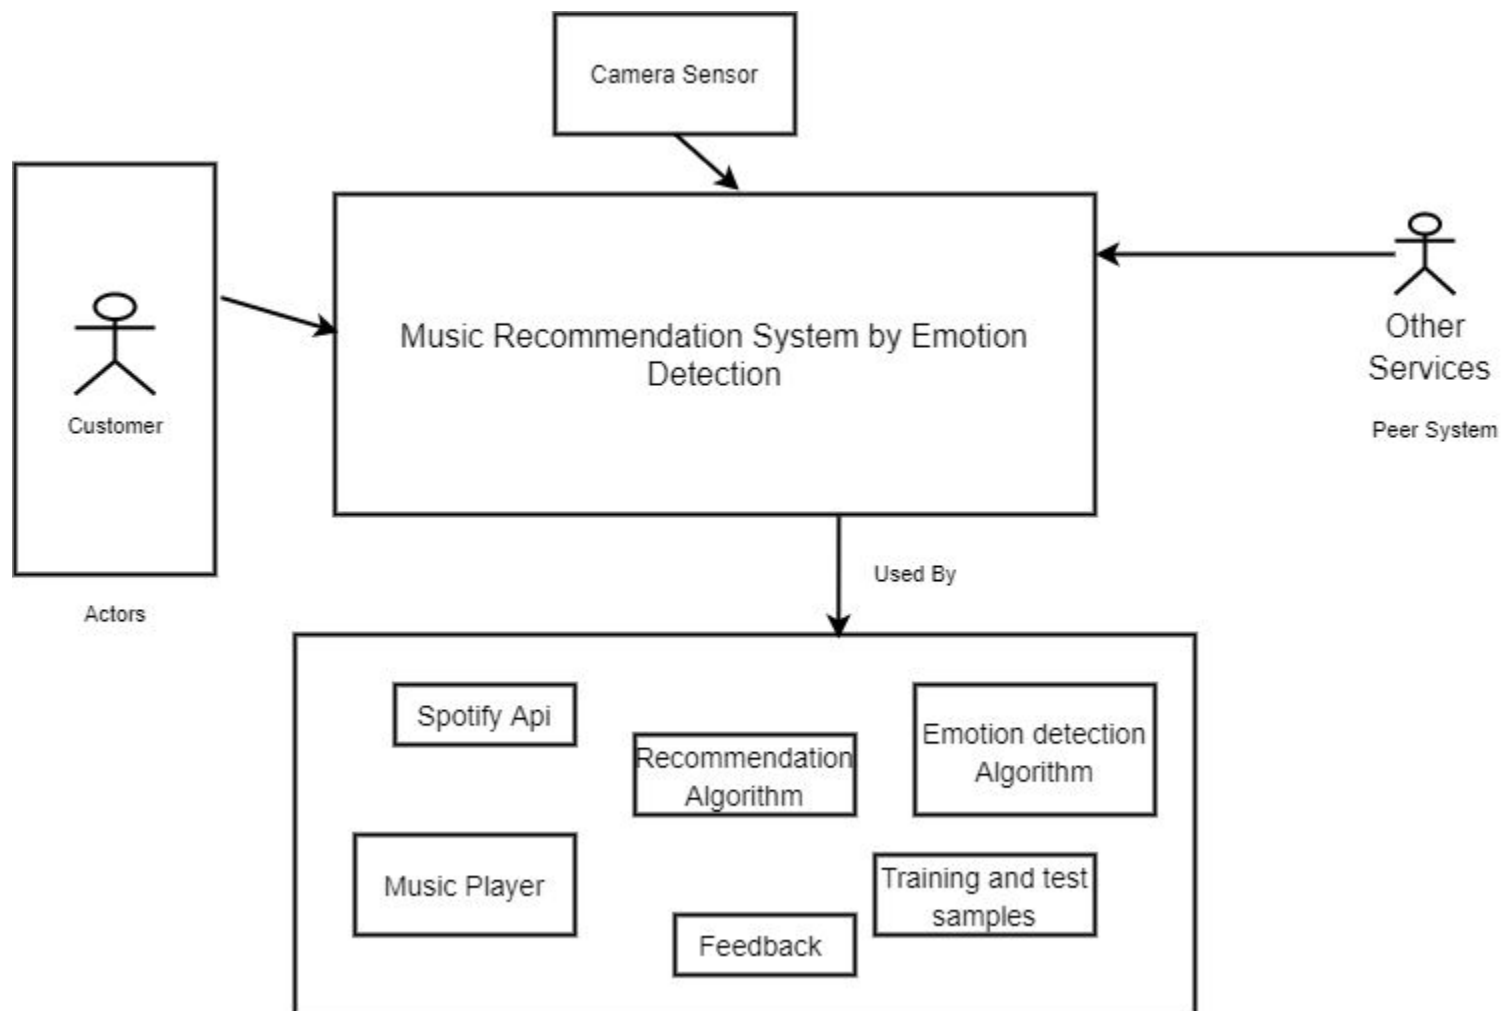 Camera Sensor
Music Recommendation System by Emotion
Detection
Customer
Actors
Other
Services
Peer System
Used By
Spotify Api
Recommendation
Algorithm
Emotion detection
Algorithm
Music Player
Training and test
samples
Feedback